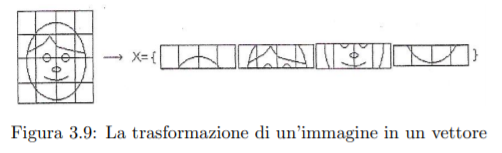 → X={ }
Figura 3.9: La trasformazione di un'immagine in un vettore